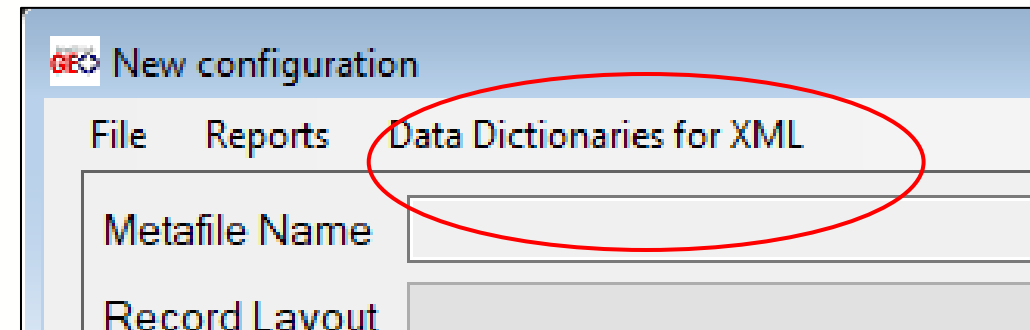 GEO New configuration
File Reports Data Dictionaries for XML
Metafile Name
Record Layout